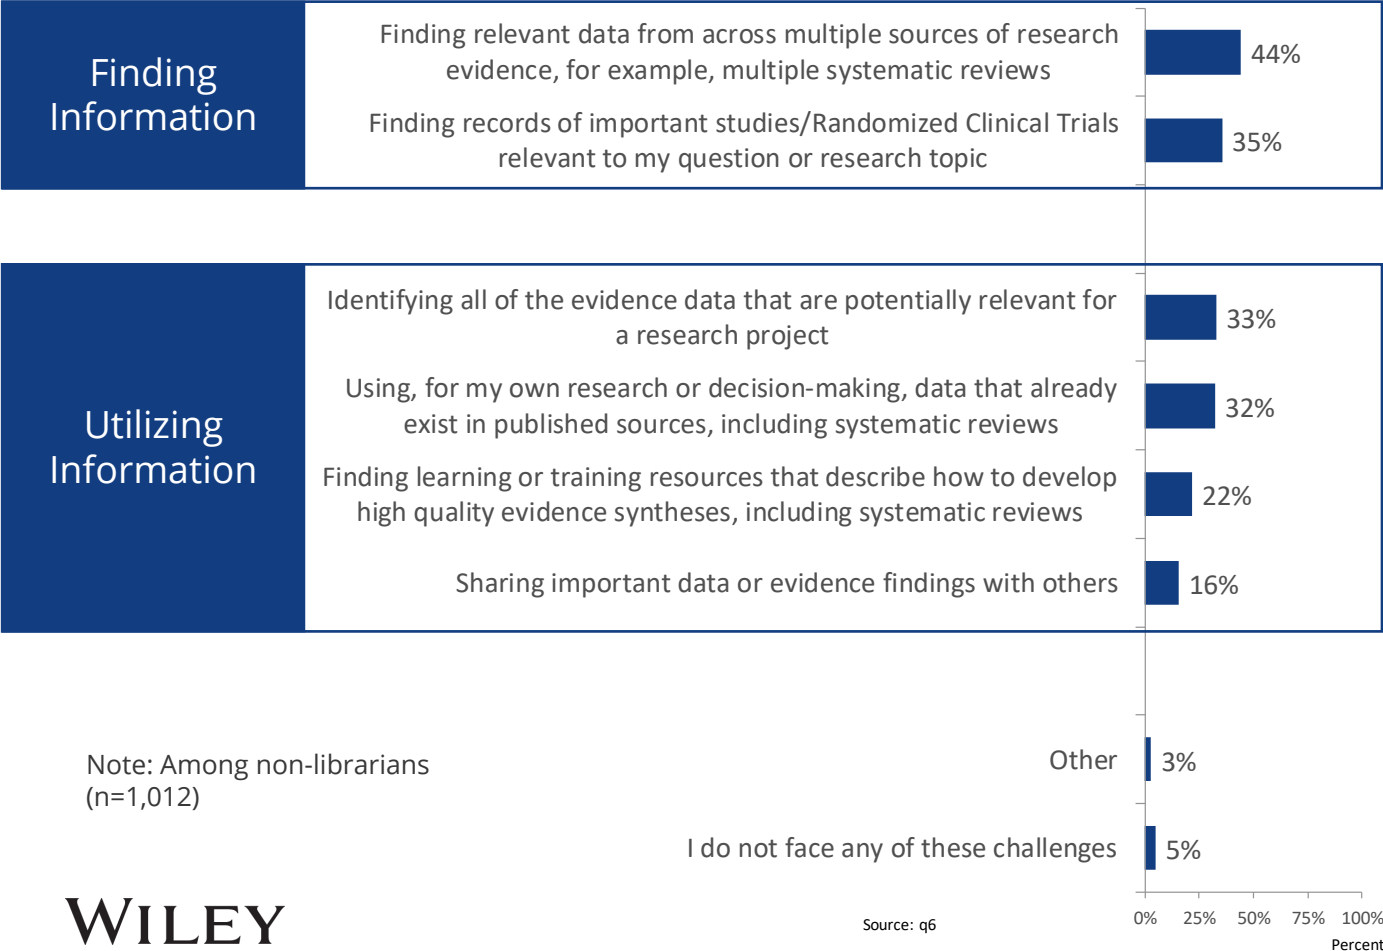 Finding
Information
Finding relevant data from across multiple sources of research
evidence, for example, multiple systematic reviews
44%
Finding records of important studies/Randomized Clinical Trials
relevant to my question or research topic
35%
Utilizing
Information
Identifying all of the evidence data that are potentially relevant for
a research project
33%
Using, for my own research or decision-making, data that already
exist in published sources, including systematic reviews
32%
Finding learning or training resources that describe how to develop
high quality evidence syntheses, including systematic reviews
22%
Sharing important data or evidence findings with others
16%
Other
3%
Note: Among non-librarians
(n=1,012)
I do not face any of these challenges
5%
0% 25% 50% 75% 100%
Percent
Source: q6
WILEY